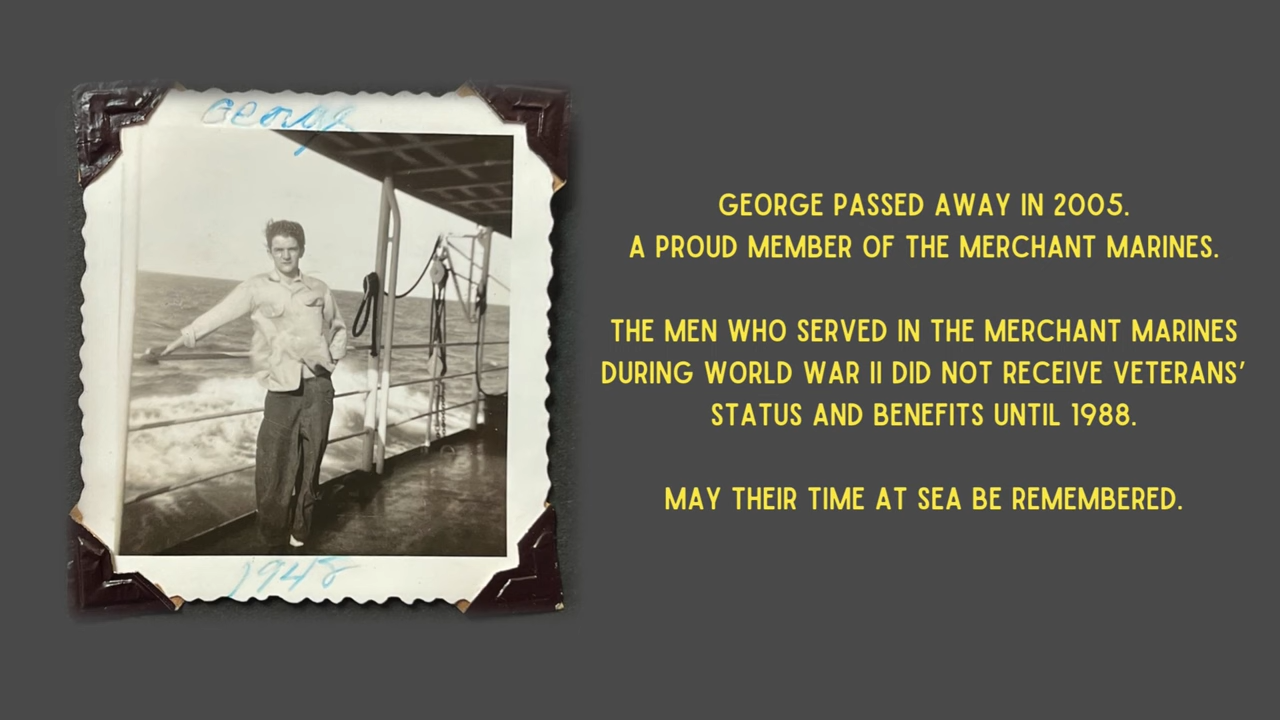 George
1948
GEORGE PASSED AWAY IN 2005.
A PROUD MEMBER OF THE MERCHANT MARINES.
THE MEN WHO SERVED IN THE MERCHANT MARINES
DURING WORLD WAR II DID NOT RECEIVE VETERANS'
STATUS AND BENEFITS UNTIL 1988.
MAY THEIR TIME AT SEA BE REMEMBERED.